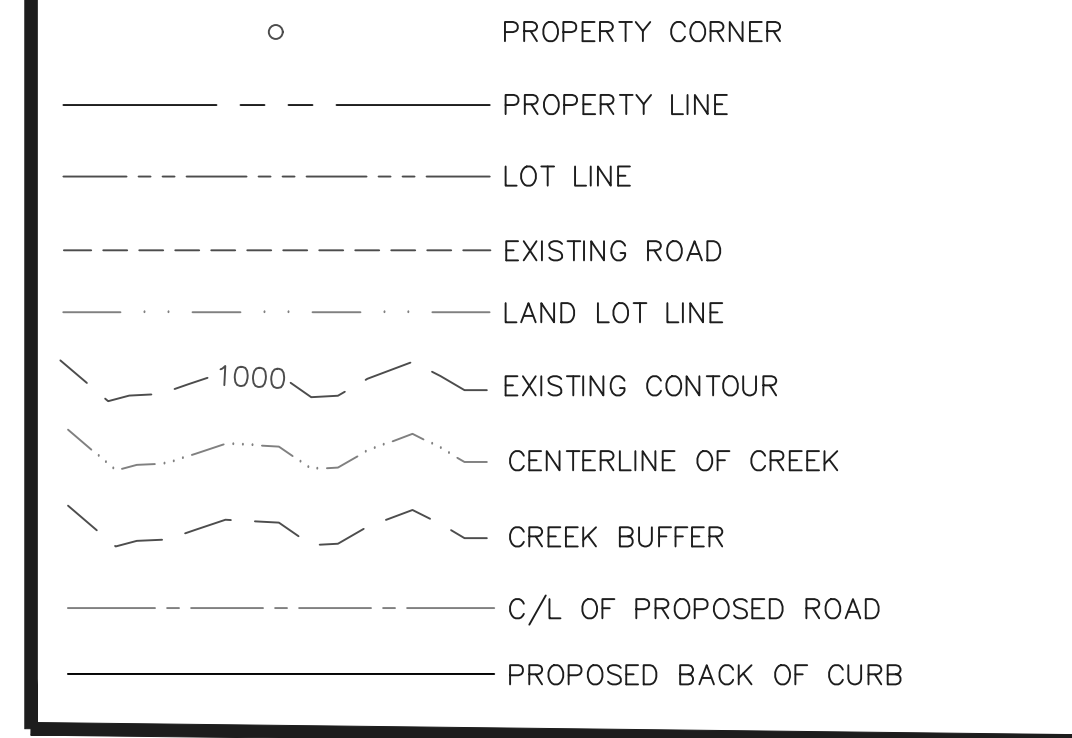 PROPERTY CORNER
PROPERTY LINE
LOT LINE
EXISTING ROAD
LAND LOT LINE
1000 EXISTING CONTOUR
CENTERLINE OF CREEK
CREEK BUFFER
C/L OF PROPOSED ROAD
PROPOSED BACK OF CURB